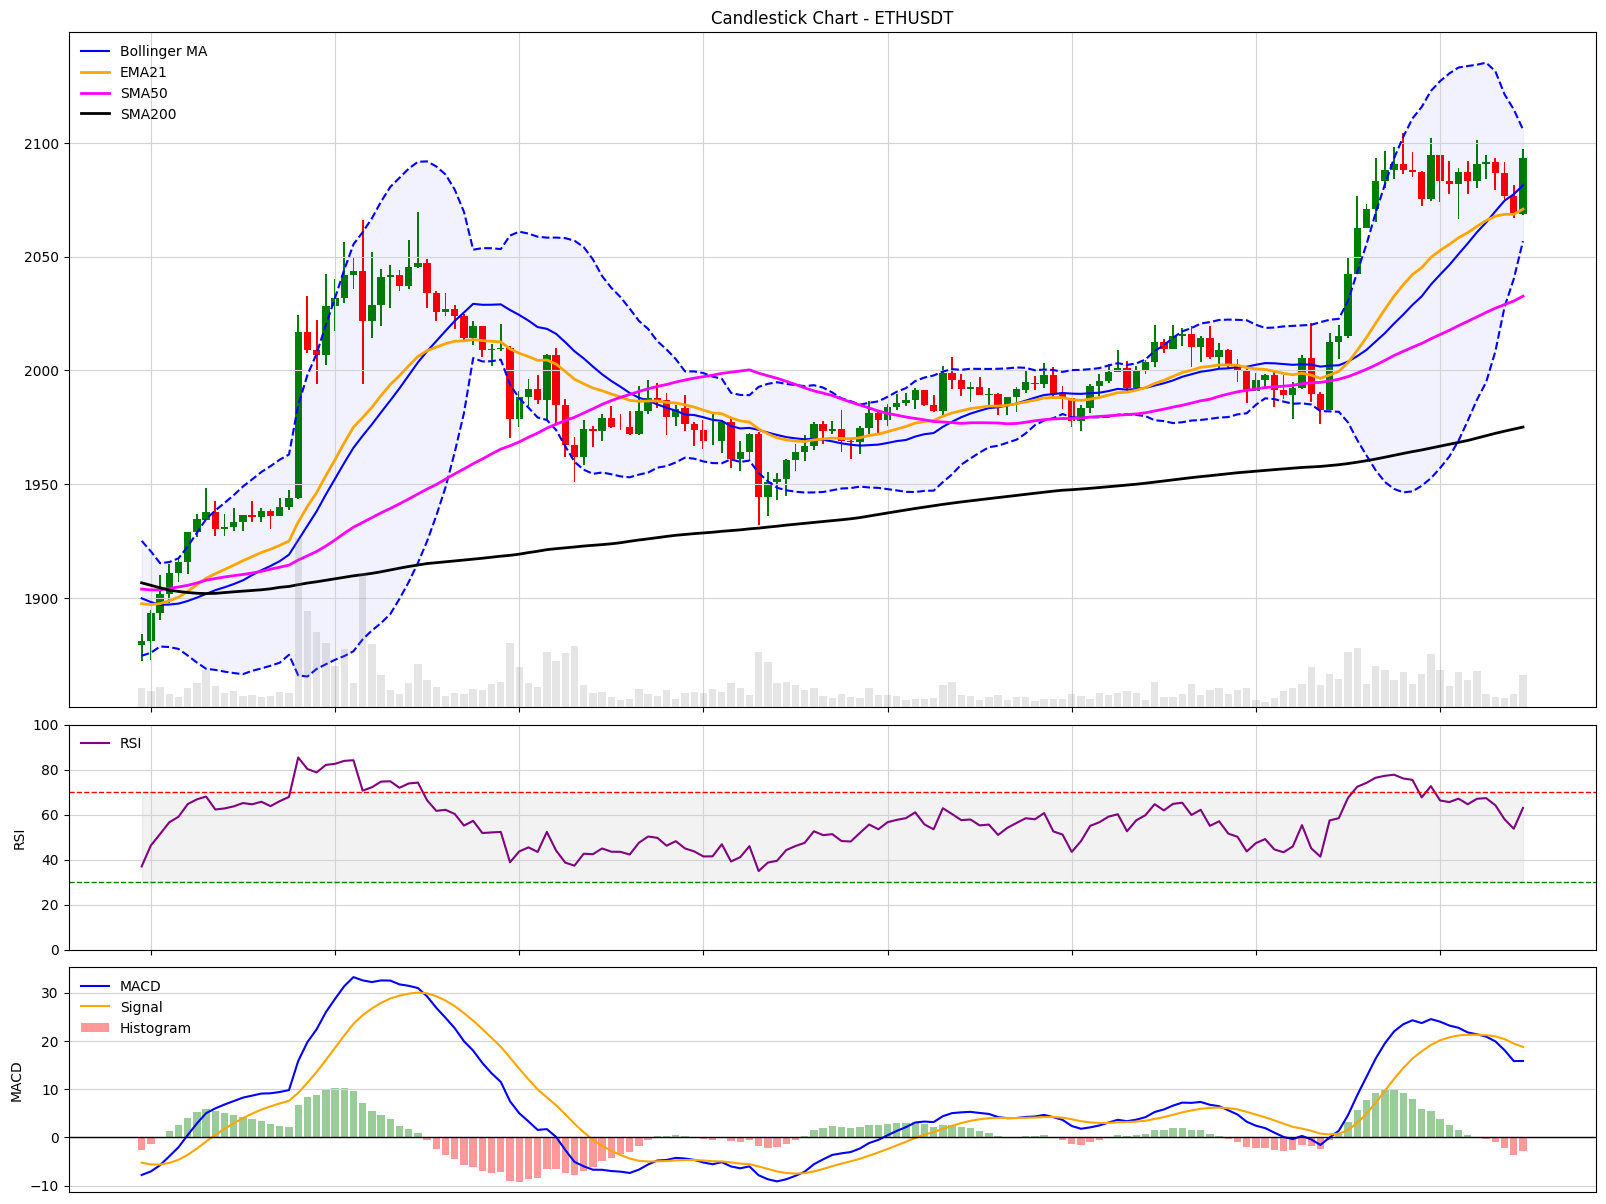 Candlestick Chart - ETHUSDT
Bollinger MA
EMA21
SMA50
SMA200
2100
2050
2000
1950
1900
100
80
60
40
20
0
RSI
RSI
30
20
10
0
−10
MACD
MACD
Signal
Histogram